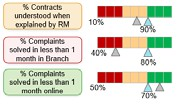 % Contracts
understood when
explained by RM
10%
90%
% Complaints
solved in less than 1
month in Branch
40%
80%
% Complaints
solved in less than 1
month online
50%
70%